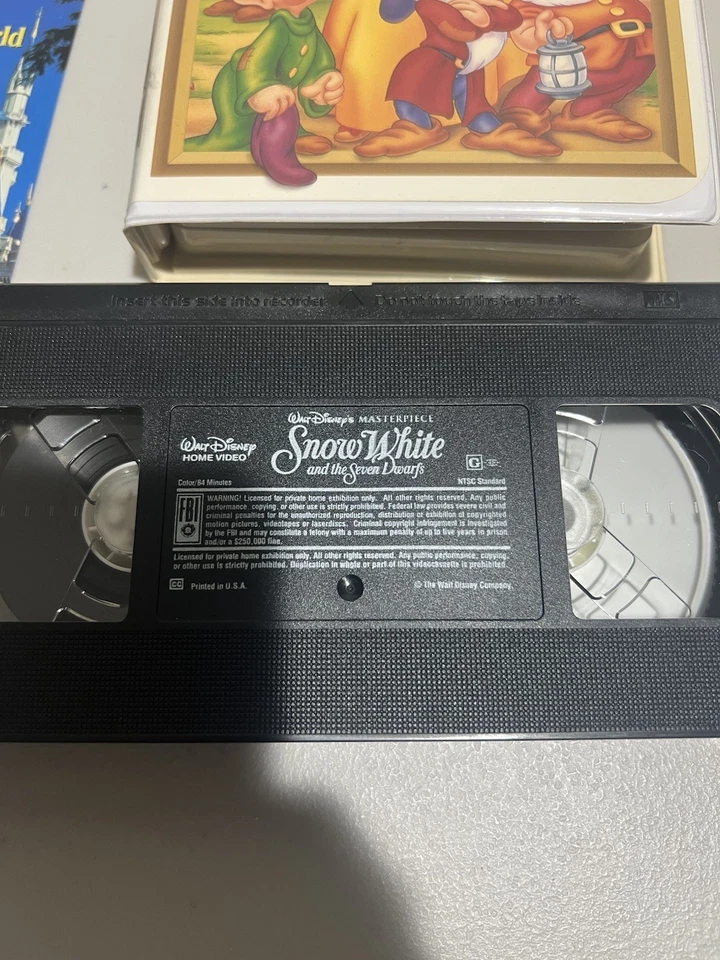 ld
Insert this side into recorder Do not touch the tape inside VHS
Walt Disney's MASTERPIECE
Walt Disney
HOME VIDEO
Snow White
and the Seven Dwarfs
G
Color/84 Minutes
NTSC Standard
FBI
WARNING! Licensed for private home exhibition only. All other rights reserved. Any public
performance, copying, or other use is strictly prohibited. Federal law provides severe civil and
criminal penalties for the unauthorized reproduction, distribution or exhibition of copyrighted
motion pictures, videotapes or laserdiscs. Criminal copyright infringement is investigated
by the FBI and may constitute a felony with a maximum penalty of up to five years in prison
and/or a $250,000 fine.
Licensed for private home exhibition only. All other rights reserved. Any public performance, copying,
or other use is strictly prohibited. Duplication in whole or part of this videocassette is prohibited.
CC Printed in U.S.A.
© The Walt Disney Company.